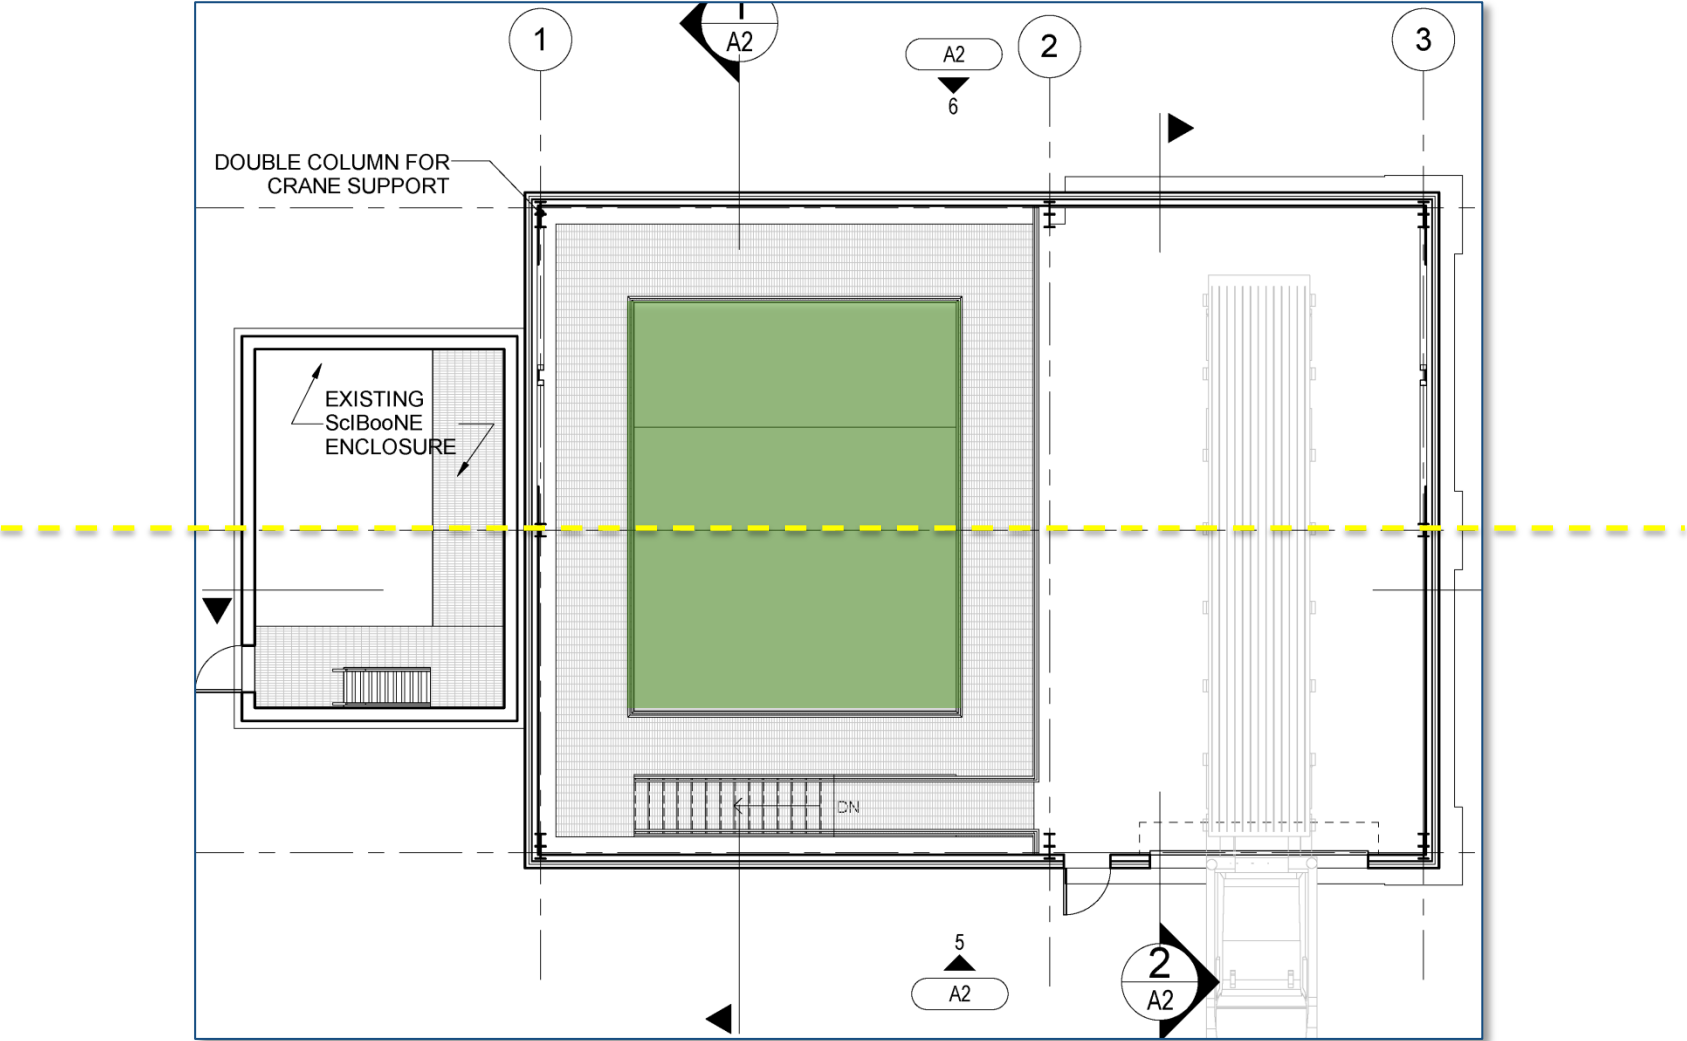 1
1
A2
A2
6
2
3
DOUBLE COLUMN FOR
CRANE SUPPORT
EXISTING
SciBooNE
ENCLOSURE
DN
5
A2
2
A2